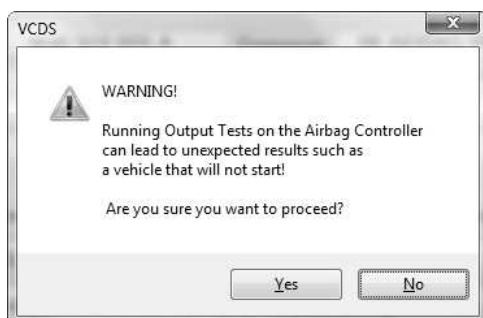 VCDS
WARNING!
Running Output Tests on the Airbag Controller
can lead to unexpected results such as
a vehicle that will not start!
Are you sure you want to proceed?
Yes
No